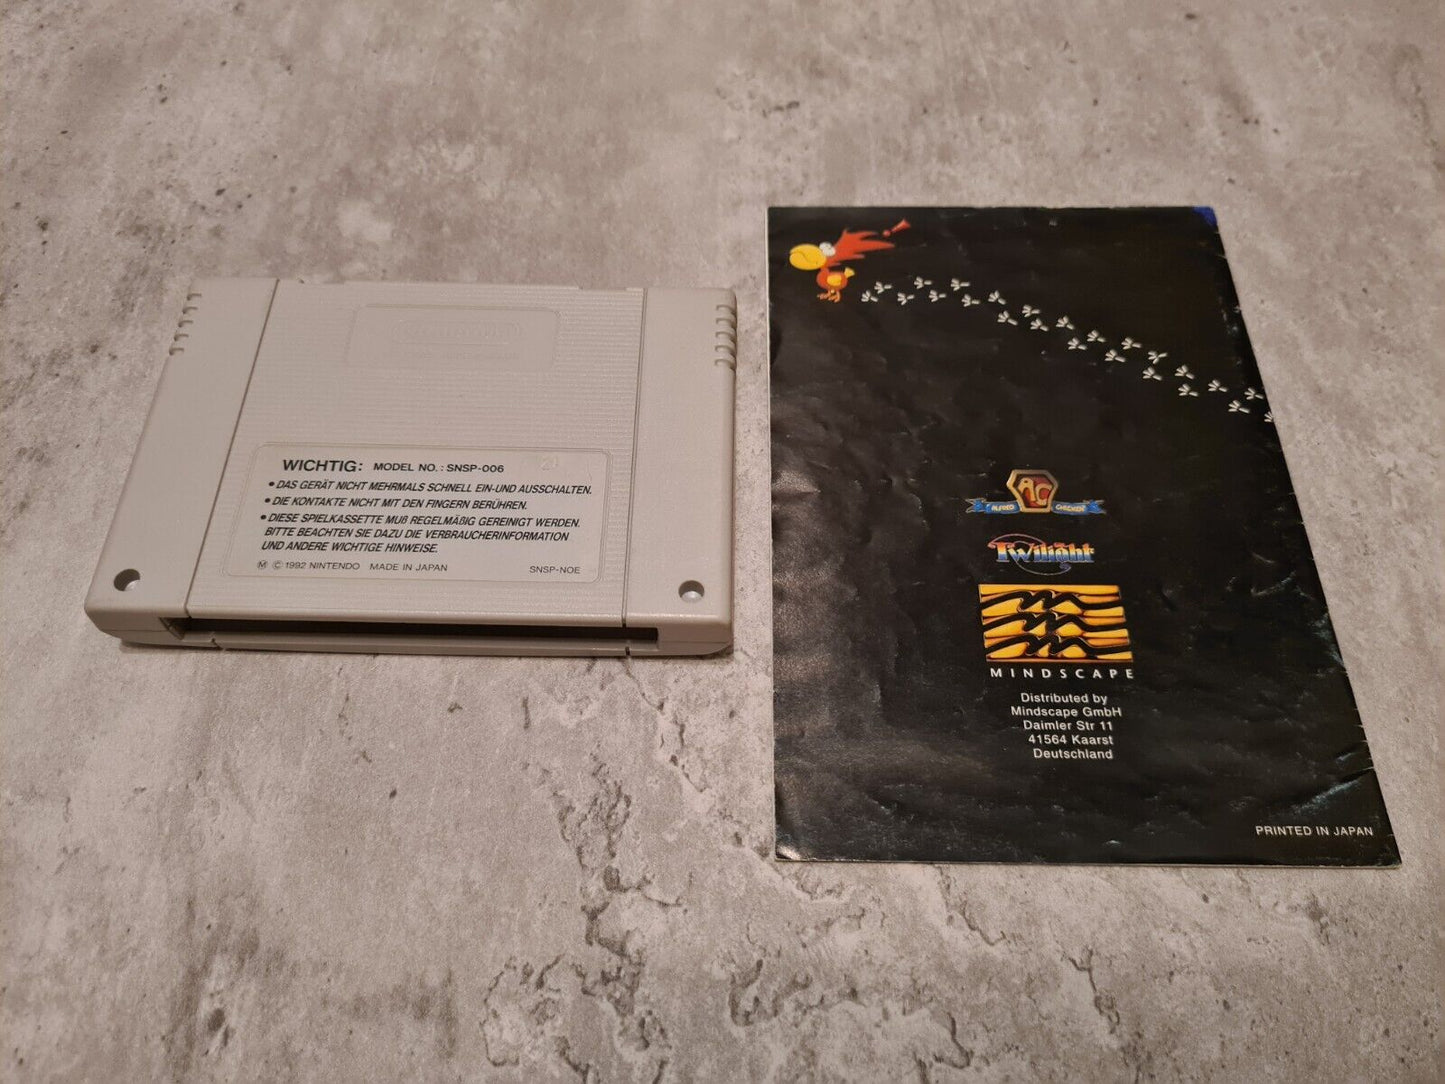 WICHTIG: MODEL NO.: SNSP-006
• DAS GERÄT NICHT MEHRMALS SCHNELL EIN-UND AUSSCHALTEN.
• DIE KONTAKTE NICHT MIT DEN FINGERN BERÜHREN.
• DIESE SPIELKASSETTE MUß REGELMÄßIG GEREINIGT WERDEN.
BITTE BEACHTEN SIE DAZU DIE VERBRAUCHERINFORMATION
UND ANDERE WICHTIGE HINWEISE.
Ⓜ © 1992 NINTENDO MADE IN JAPAN SNSP-NOE
AC
ALFRED CHICKEN
Twilight
MINDSCAPE
Distributed by
Mindscape GmbH
Daimler Str 11
41564 Kaarst
Deutschland
PRINTED IN JAPAN